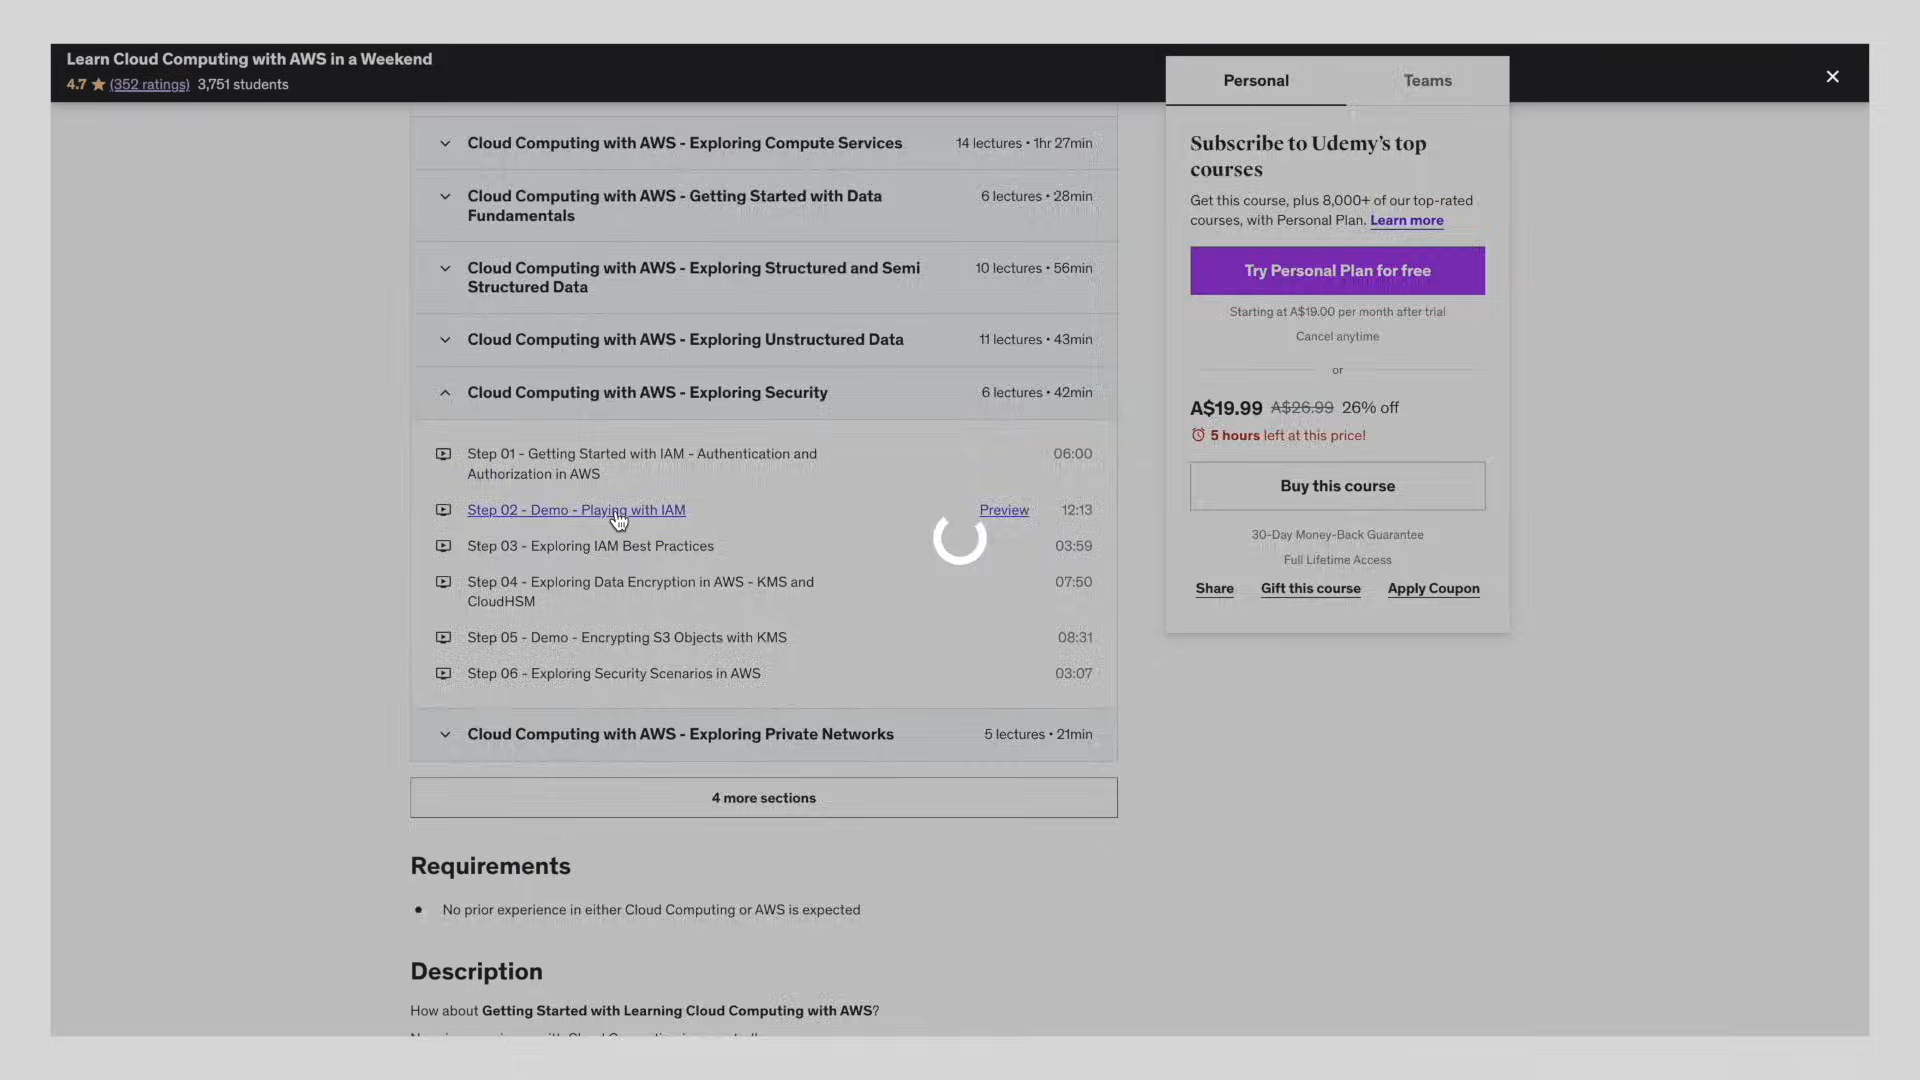 Learn Cloud Computing with AWS in a Weekend
4.7 (352 ratings) 3,751 students
Personal Teams
Cloud Computing with AWS - Exploring Compute Services 14 lectures • 1hr 27min
Cloud Computing with AWS - Getting Started with Data 6 lectures • 28min
Fundamentals
Cloud Computing with AWS - Exploring Structured and Semi 10 lectures • 56min
Structured Data
Cloud Computing with AWS - Exploring Unstructured Data 11 lectures • 43min
Cloud Computing with AWS - Exploring Security 6 lectures • 42min
Step 01 - Getting Started with IAM - Authentication and 06:00
Authorization in AWS
Step 02 - Demo - Playing with IAM Preview 12:13
Step 03 - Exploring IAM Best Practices 03:59
Step 04 - Exploring Data Encryption in AWS - KMS and 07:50
CloudHSM
Step 05 - Demo - Encrypting S3 Objects with KMS 08:31
Step 06 - Exploring Security Scenarios in AWS 03:07
Cloud Computing with AWS - Exploring Private Networks 5 lectures • 21min
4 more sections
Requirements
• No prior experience in either Cloud Computing or AWS is expected
Description
How about Getting Started with Learning Cloud Computing with AWS?
Subscribe to Udemy's top
courses
Get this course, plus 8,000+ of our top-rated
courses, with Personal Plan. Learn more
Try Personal Plan for free
Starting at A$19.00 per month after trial
Cancel anytime
or
A$19.99 A$26.99 26% off
5 hours left at this price!
Buy this course
30-Day Money-Back Guarantee
Full Lifetime Access
Share Gift this course Apply Coupon